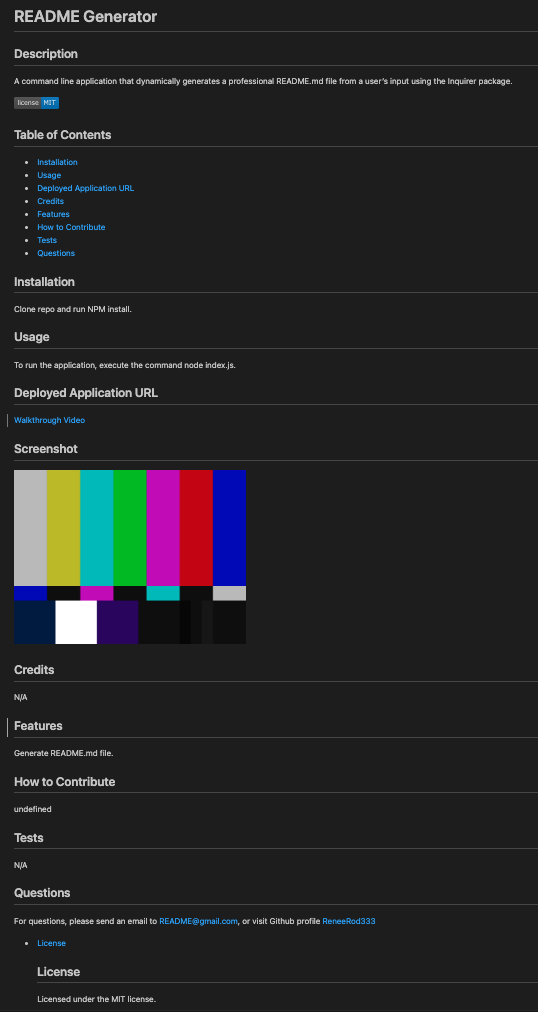 README Generator
Description
A command line application that dynamically generates a professional README.md file from a user's input using the Inquirer package.
license MIT
Table of Contents
Installation
Usage
Deployed Application URL
Credits
Features
How to Contribute
Tests
Questions
Installation
Clone repo and run NPM install.
Usage
To run the application, execute the command node index.js.
Deployed Application URL
Walkthrough Video
Screenshot
Credits
N/A
Features
Generate README.md file.
How to Contribute
undefined
Tests
N/A
Questions
For questions, please send an email to README@gmail.com, or visit Github profile ReneeRod333
License
License
Licensed under the MIT license.